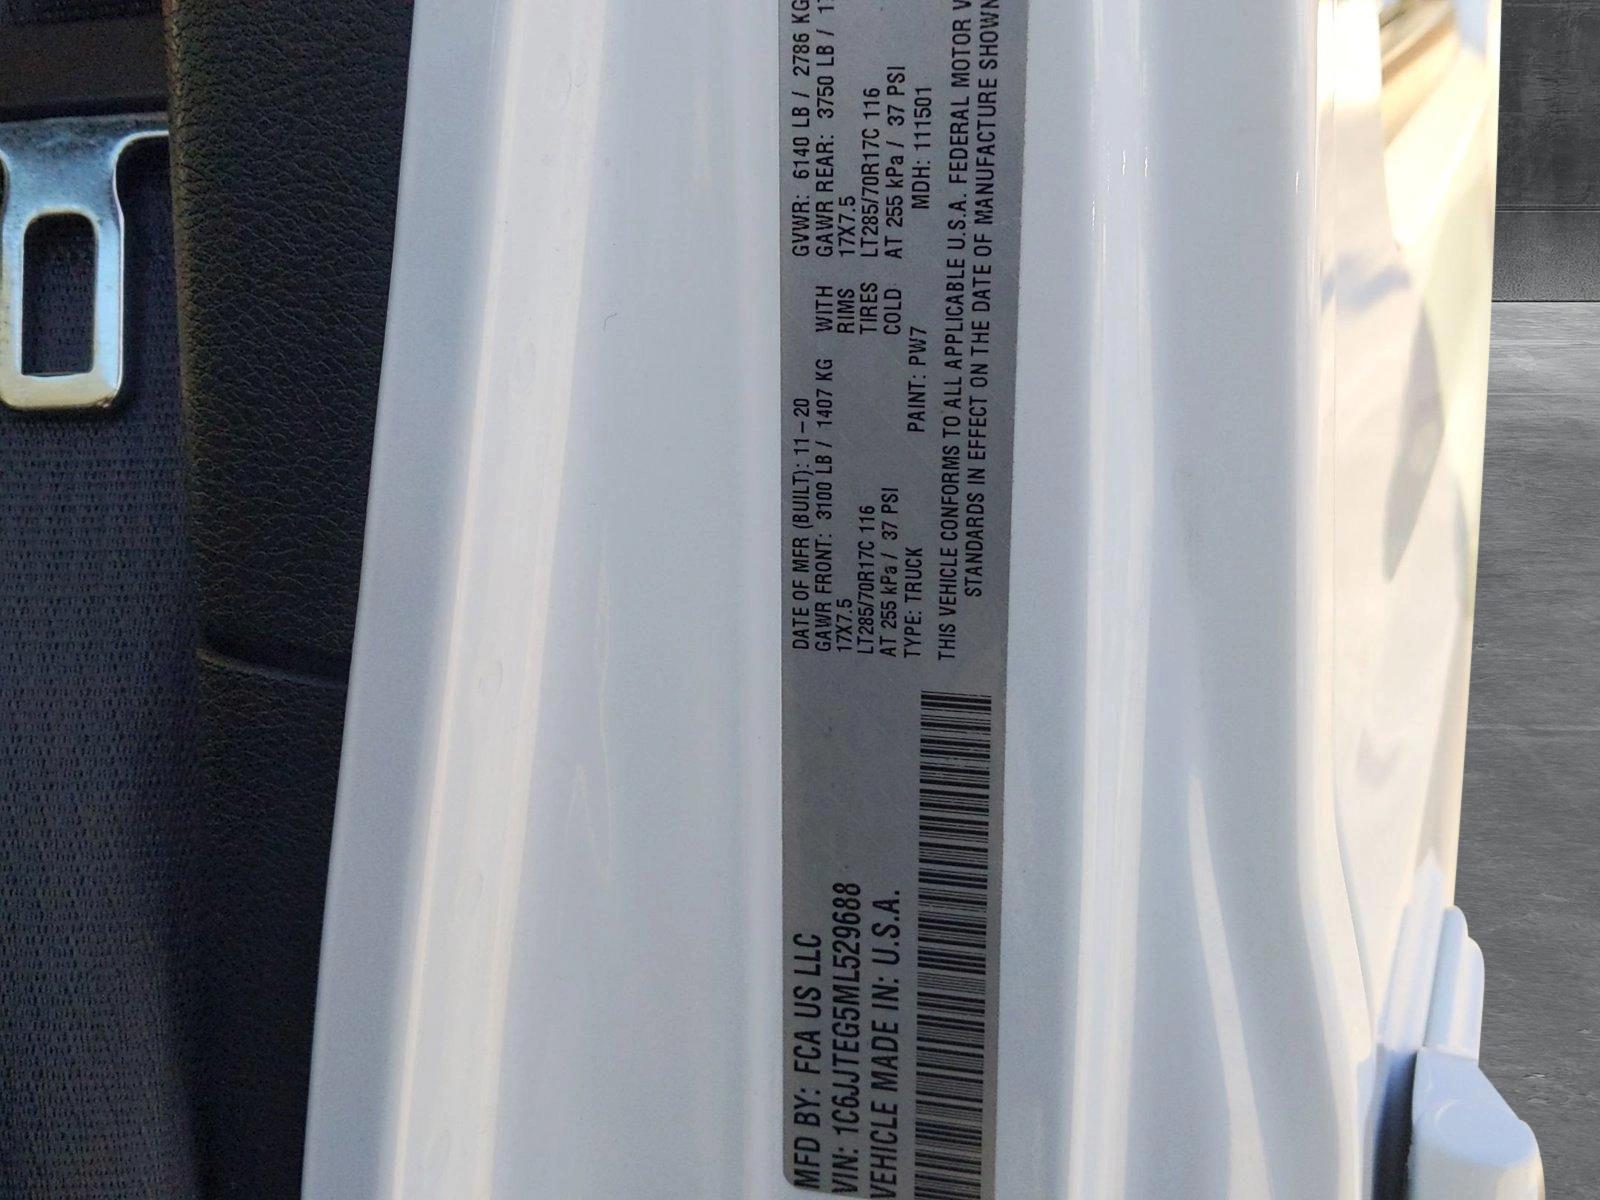 MFD BY: FCA US LLC
VIN: 1C6JJTEG5ML529688
VEHICLE MADE IN: U.S.A.
DATE OF MFR (BUILT): 11-20 GVWR: 6140 LB / 2786 KG
GAWR FRONT: 3100 LB / 1407 KG WITH GAWR REAR: 3750 LB /
17X7.5 RIMS 17X7.5
LT285/70R17C 116 TIRES LT285/70R17C 116
AT 255 kPa / 37 PSI COLD AT 255 kPa / 37 PSI
TYPE: TRUCK PAINT: PW7 MDH: 111501
THIS VEHICLE CONFORMS TO ALL APPLICABLE U.S.A. FEDERAL MOTOR V
STANDARDS IN EFFECT ON THE DATE OF MANUFACTURE SHOWN